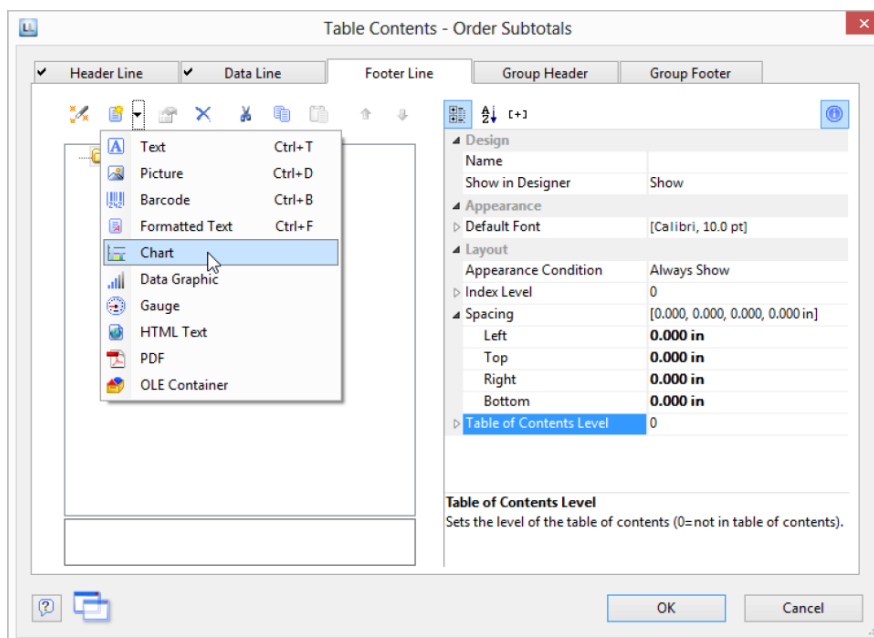 LL
Table Contents - Order Subtotals
Header Line
Data Line
Footer Line
Group Header
Group Footer
Text Ctrl+T
Picture Ctrl+D
Barcode Ctrl+B
Formatted Text Ctrl+F
Chart
Data Graphic
Gauge
HTML Text
PDF
OLE Container
[+]
Design
Name
Show in Designer Show
Appearance
Default Font [Calibri, 10.0 pt]
Layout
Appearance Condition Always Show
Index Level 0
Spacing [0.000, 0.000, 0.000, 0.000 in]
Left 0.000 in
Top 0.000 in
Right 0.000 in
Bottom 0.000 in
Table of Contents Level 0
Table of Contents Level
Sets the level of the table of contents (0=not in table of contents).
OK
Cancel